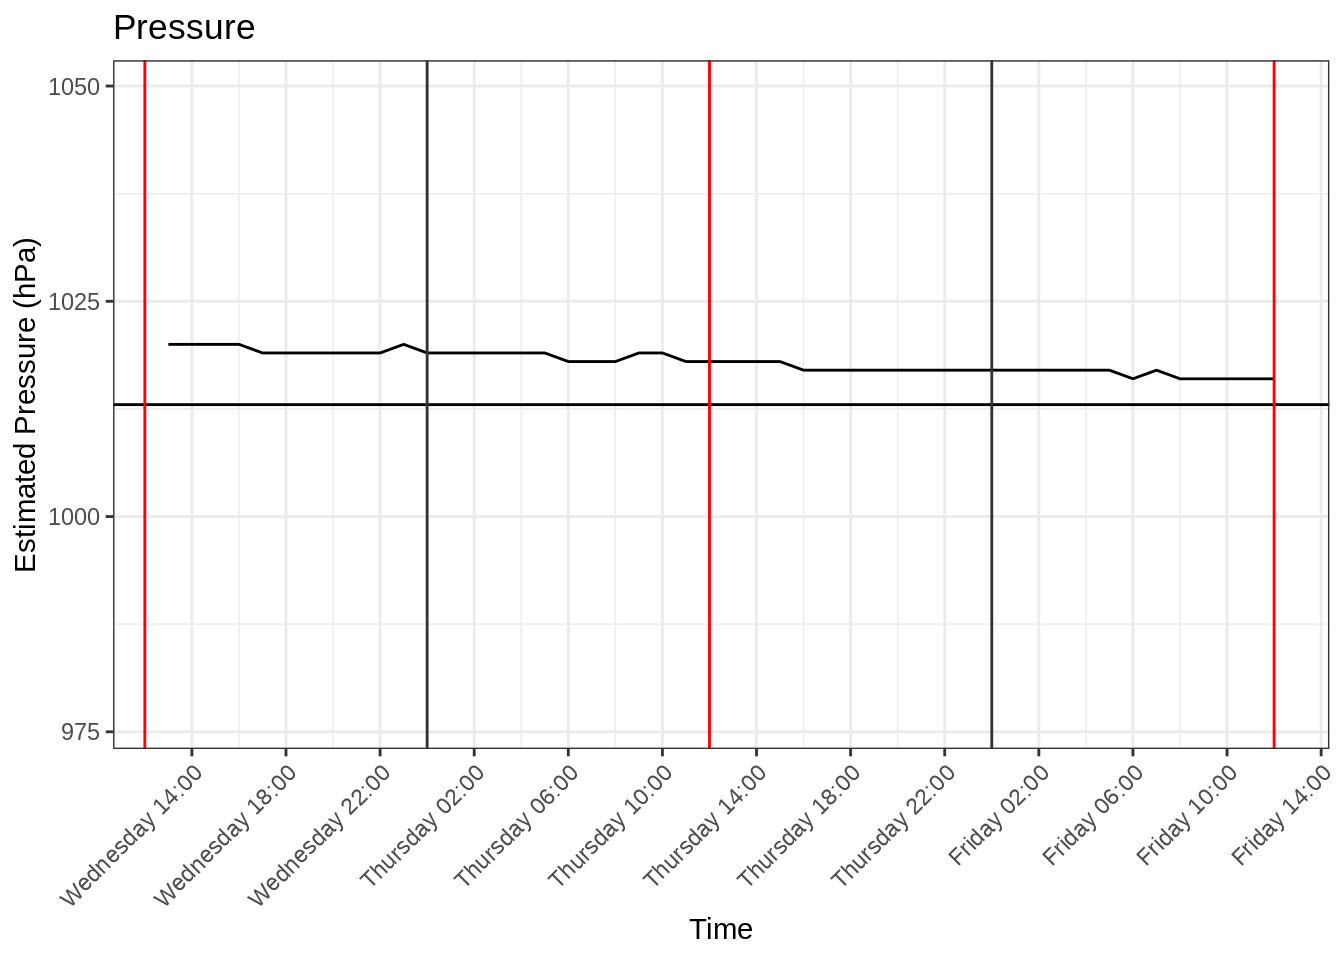 Pressure
Estimated Pressure (hPa)
1050
1025
1000
975
Wednesday 14:00
Wednesday 18:00
Wednesday 22:00
Thursday 02:00
Thursday 06:00
Thursday 10:00
Thursday 14:00
Thursday 18:00
Thursday 22:00
Friday 02:00
Friday 06:00
Friday 10:00
Friday 14:00
Time